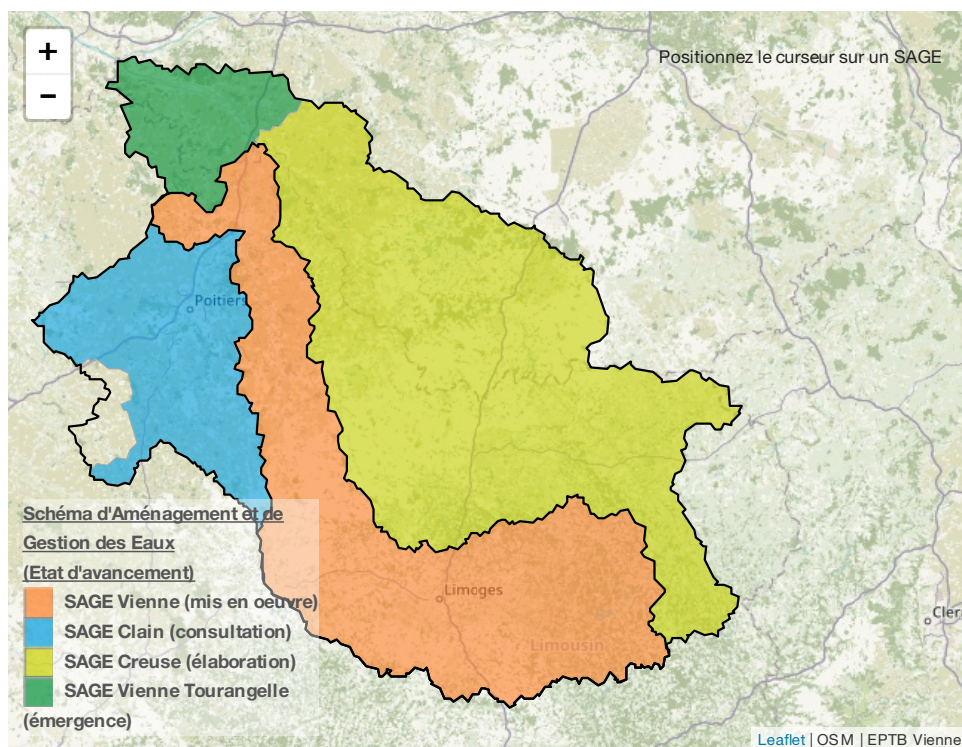 +
−
Positionnez le curseur sur un SAGE
Poitiers
Schéma d'Aménagement et de
Gestion des Eaux
(Etat d'avancement)
SAGE Vienne (mis en oeuvre)
SAGE Clain (consultation)
SAGE Creuse (élaboration)
SAGE Vienne Tourangelle
(émergence)
Limoges
Limousin
Cler
Leaflet | OSM | EPTB Vienne